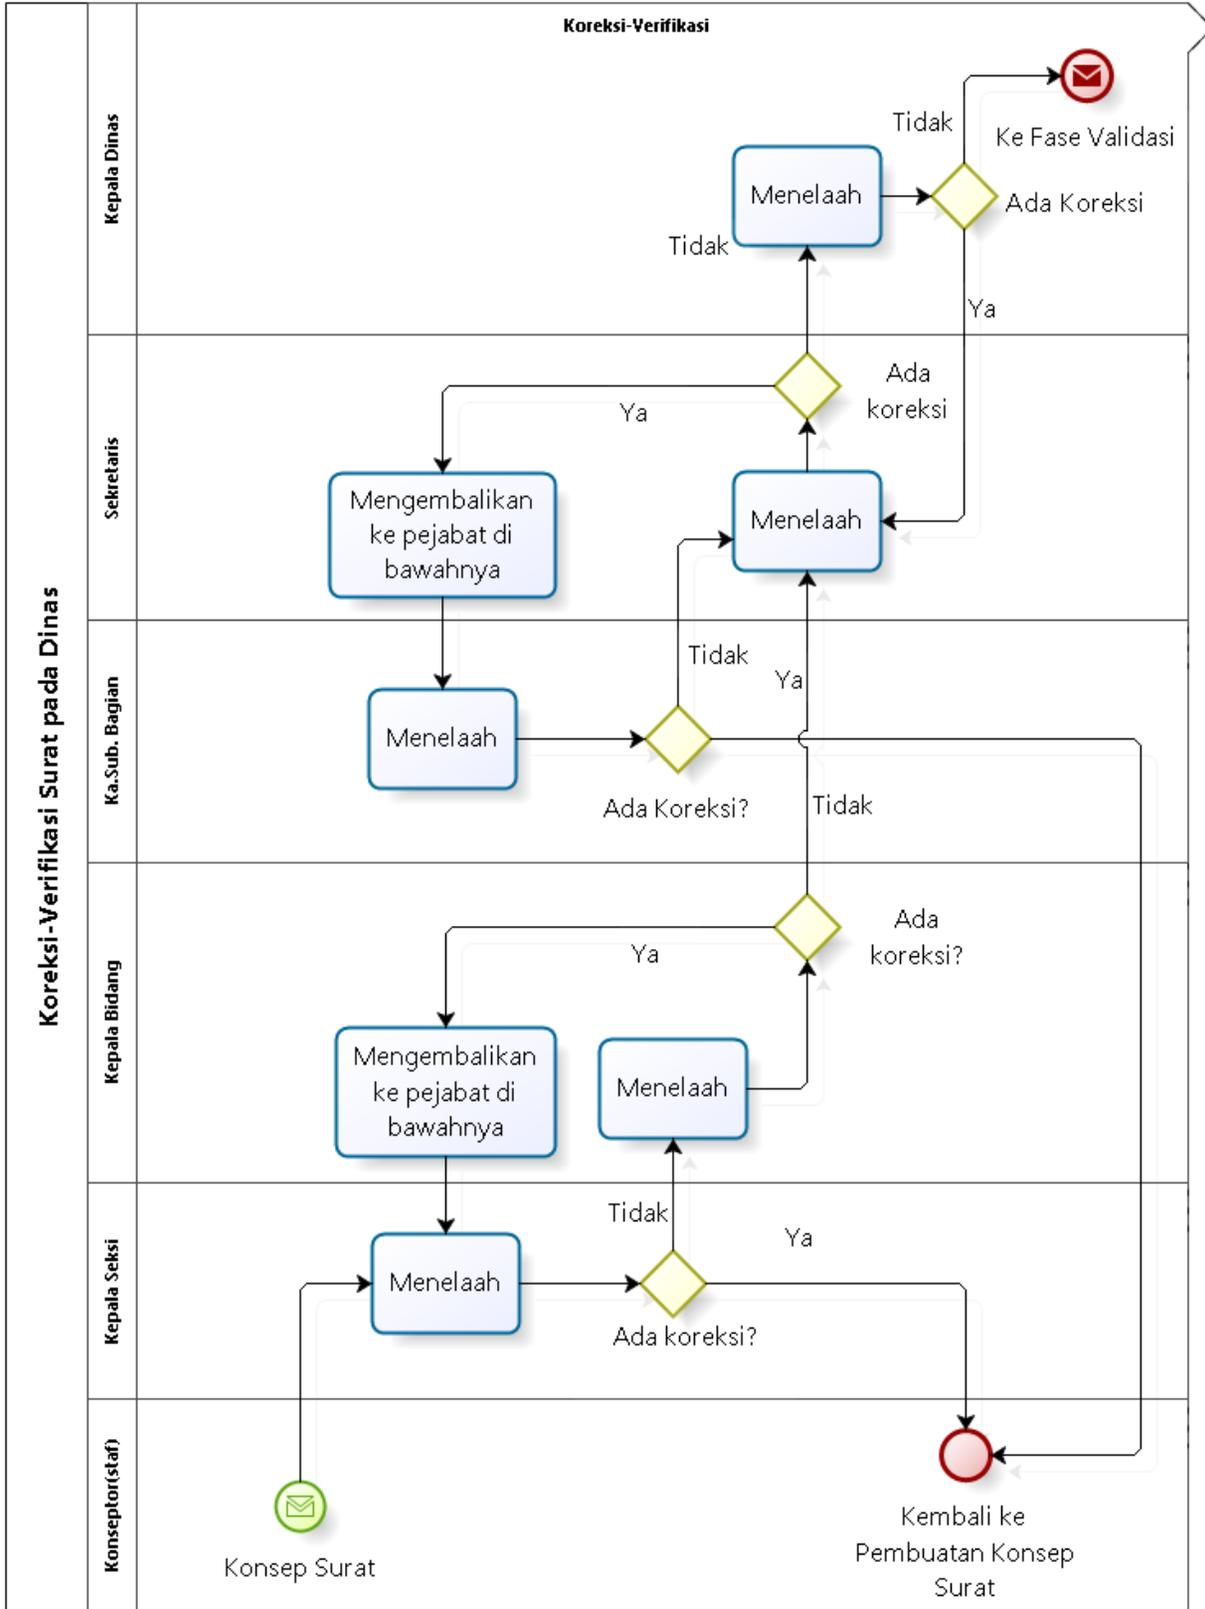 Koreksi-Verifikasi Surat pada Dinas
Koreksi-Verifikasi
Kepala Dinas
Tidak
Ke Fase Validasi
Menelaah
Ada Koreksi
Tidak
Ya
Sekretaris
Ada
koreksi
Ya
Mengembalikan
ke pejabat di
bawahnya
Menelaah
Ka.Sub. Bagian
Tidak
Ya
Menelaah
Ada Koreksi?
Tidak
Kepala Bidang
Ada
koreksi?
Ya
Mengembalikan
ke pejabat di
bawahnya
Menelaah
Kepala Seksi
Tidak
Ya
Menelaah
Ada koreksi?
Konseptor(staf)
Konsep Surat
Kembali ke
Pembuatan Konsep
Surat